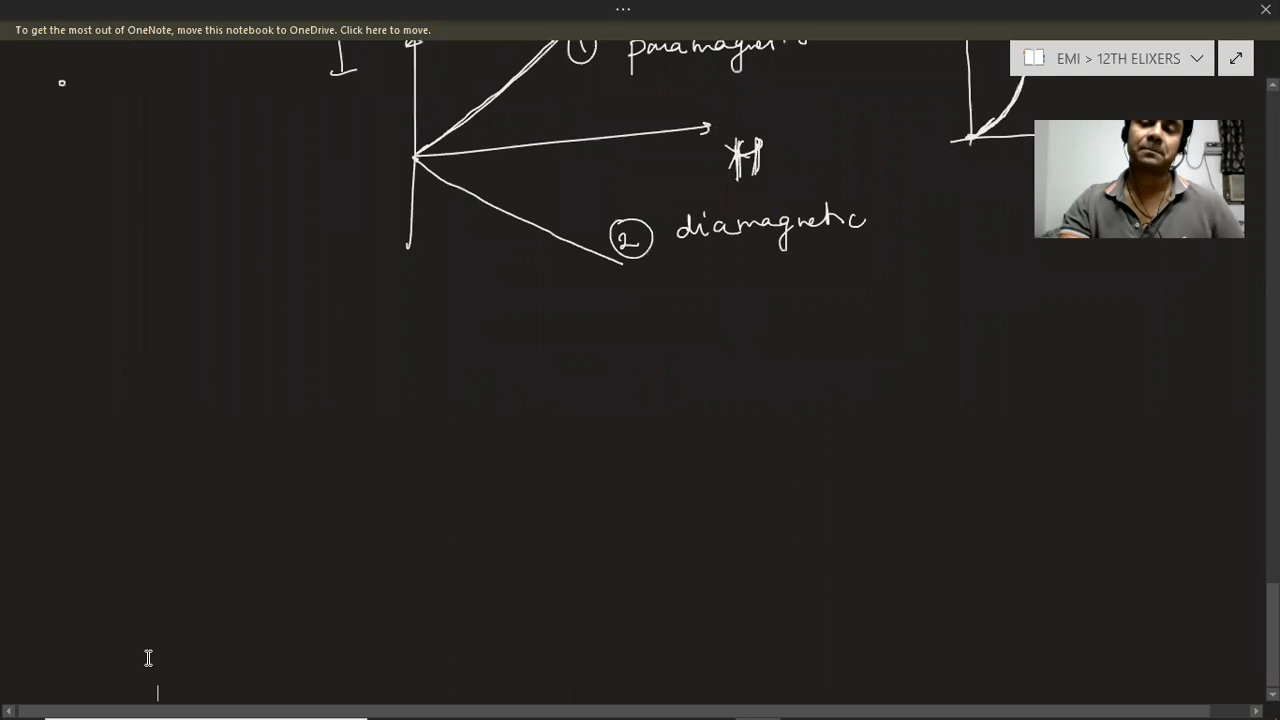 ...
To get the most out of OneNote, move this notebook to OneDrive. Click here to move.
I
① paramagnetic
EMI > 12TH ELIXERS
H
② diamagnetic